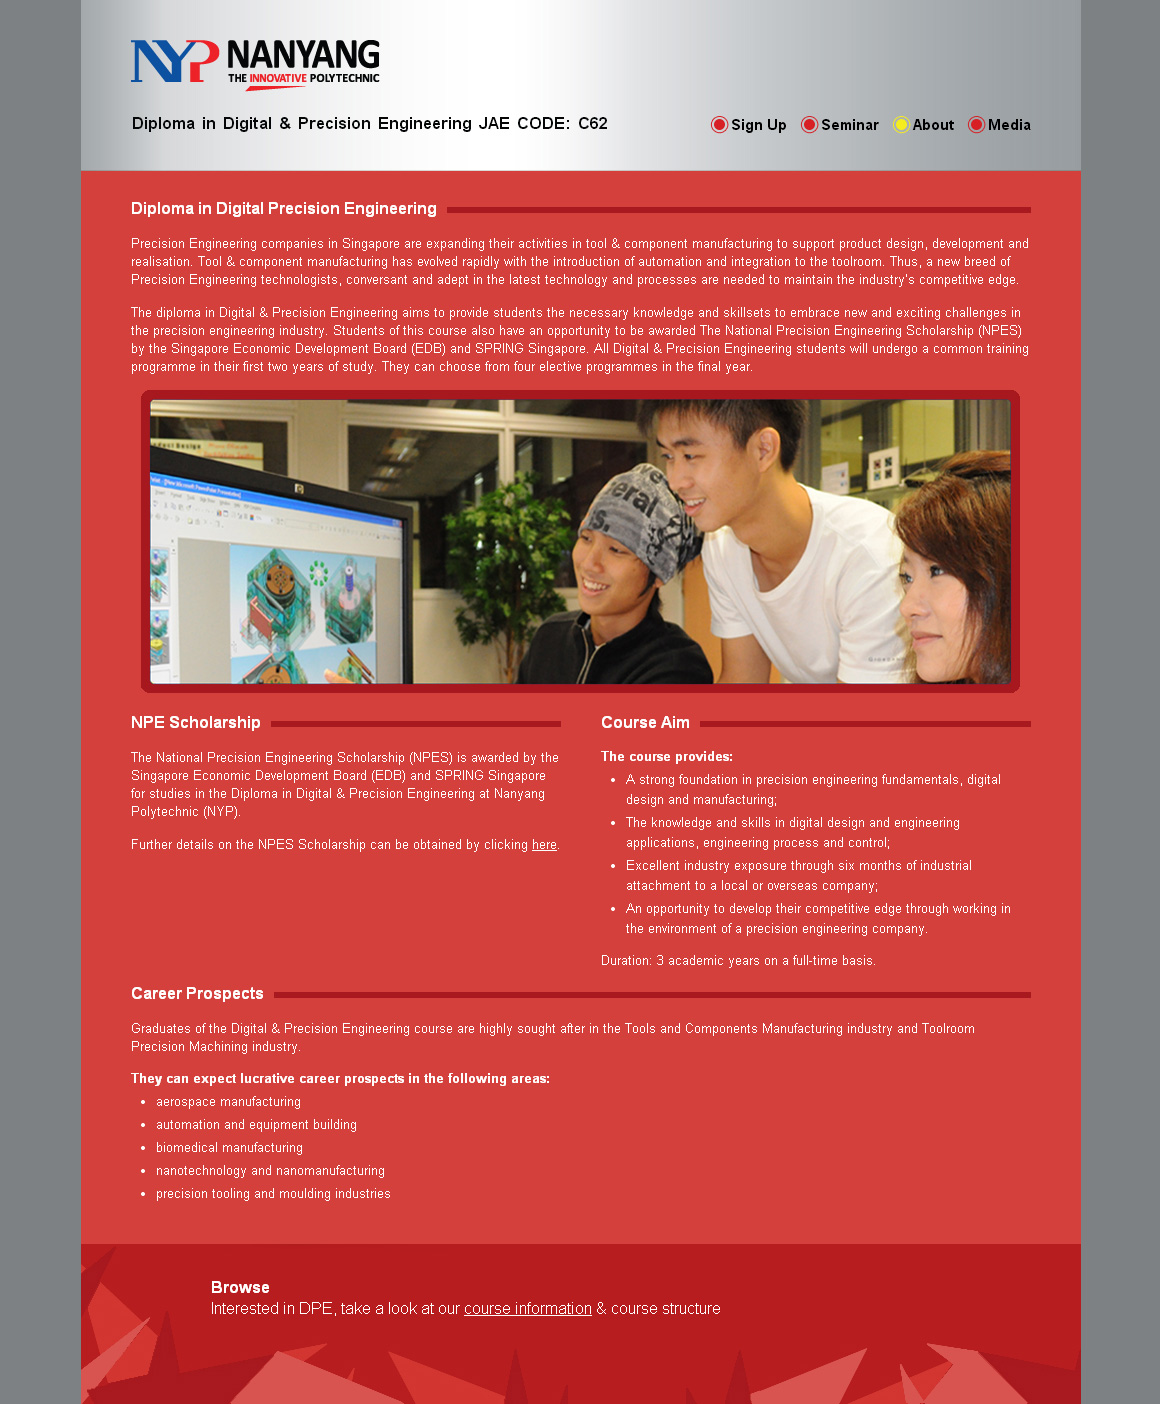 NYP NANYANG
THE INNOVATIVE POLYTECHNIC
Diploma in Digital & Precision Engineering JAE CODE: C62
Sign Up
Seminar
About
Media
Diploma in Digital Precision Engineering
Precision Engineering companies in Singapore are expanding their activities in tool & component manufacturing to support product design, development and
realisation. Tool & component manufacturing has evolved rapidly with the introduction of automation and integration to the toolroom. Thus, a new breed of
Precision Engineering technologists, conversant and adept in the latest technology and processes are needed to maintain the industry's competitive edge.
The diploma in Digital & Precision Engineering aims to provide students the necessary knowledge and skillsets to embrace new and exciting challenges in
the precision engineering industry. Students of this course also have an opportunity to be awarded The National Precision Engineering Scholarship (NPES)
by the Singapore Economic Development Board (EDB) and SPRING Singapore. All Digital & Precision Engineering students will undergo a common training
programme in their first two years of study. They can choose from four elective programmes in the final year.
NPE Scholarship
The National Precision Engineering Scholarship (NPES) is awarded by the
Singapore Economic Development Board (EDB) and SPRING Singapore
for studies in the Diploma in Digital & Precision Engineering at Nanyang
Polytechnic (NYP).
Further details on the NPES Scholarship can be obtained by clicking here.
Course Aim
The course provides:
• A strong foundation in precision engineering fundamentals, digital
design and manufacturing;
• The knowledge and skills in digital design and engineering
applications, engineering process and control;
• Excellent industry exposure through six months of industrial
attachment to a local or overseas company;
• An opportunity to develop their competitive edge through working in
the environment of a precision engineering company.
Duration: 3 academic years on a full-time basis.
Career Prospects
Graduates of the Digital & Precision Engineering course are highly sought after in the Tools and Components Manufacturing industry and Toolroom
Precision Machining industry.
They can expect lucrative career prospects in the following areas:
• aerospace manufacturing
• automation and equipment building
• biomedical manufacturing
• nanotechnology and nanomanufacturing
• precision tooling and moulding industries
Browse
Interested in DPE, take a look at our course information & course structure